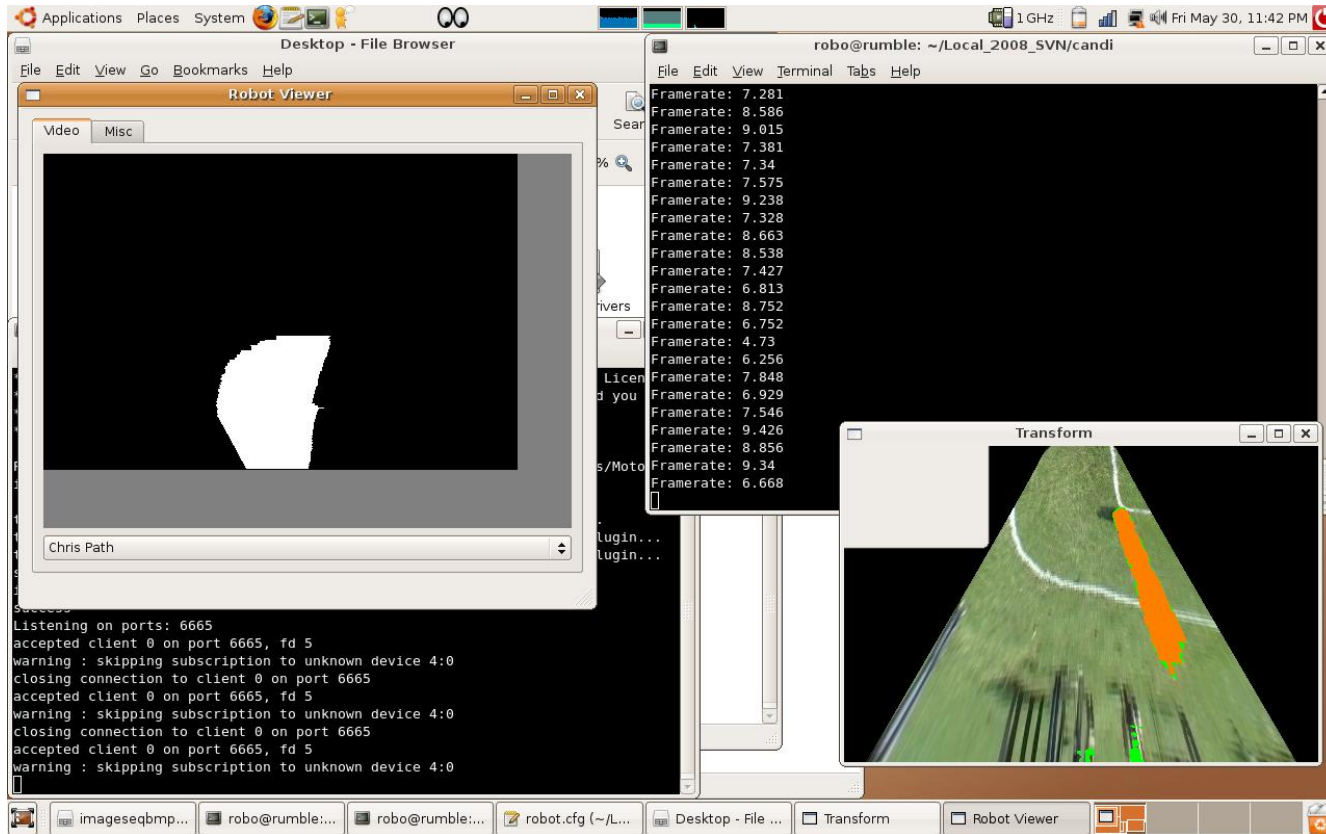 Applications Places System
1 GHz
Fri May 30, 11:42 PM
Desktop - File Browser
File Edit View Go Bookmarks Help
Robot Viewer
Video Misc
Chris Path
Sear
%
rivers
Licen
d you
s/Moto
lugin...
lugin...
success
Listening on ports: 6665
accepted client 0 on port 6665, fd 5
warning : skipping subscription to unknown device 4:0
closing connection to client 0 on port 6665
accepted client 0 on port 6665, fd 5
warning : skipping subscription to unknown device 4:0
closing connection to client 0 on port 6665
accepted client 0 on port 6665, fd 5
warning : skipping subscription to unknown device 4:0
robo@rumble: ~/Local_2008_SVN/candi
File Edit View Terminal Tabs Help
Framerate: 7.281
Framerate: 8.586
Framerate: 9.015
Framerate: 7.381
Framerate: 7.34
Framerate: 7.575
Framerate: 9.238
Framerate: 7.328
Framerate: 8.663
Framerate: 8.538
Framerate: 7.427
Framerate: 6.813
Framerate: 8.752
Framerate: 6.752
Framerate: 4.73
Framerate: 6.256
Framerate: 7.848
Framerate: 6.929
Framerate: 7.546
Framerate: 9.426
Framerate: 8.856
Framerate: 9.34
Framerate: 6.668
Transform
imageseqbmp...
robo@rumble:...
robo@rumble:...
robot.cfg (~/L...
Desktop - File ...
Transform
Robot Viewer